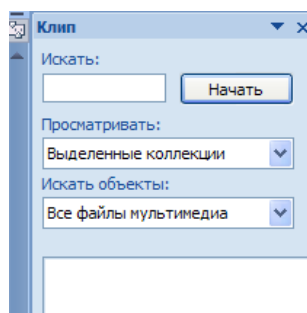 Клип
Искать:
Начать
Просматривать:
Выделенные коллекции
Искать объекты:
Все файлы мультимедиа